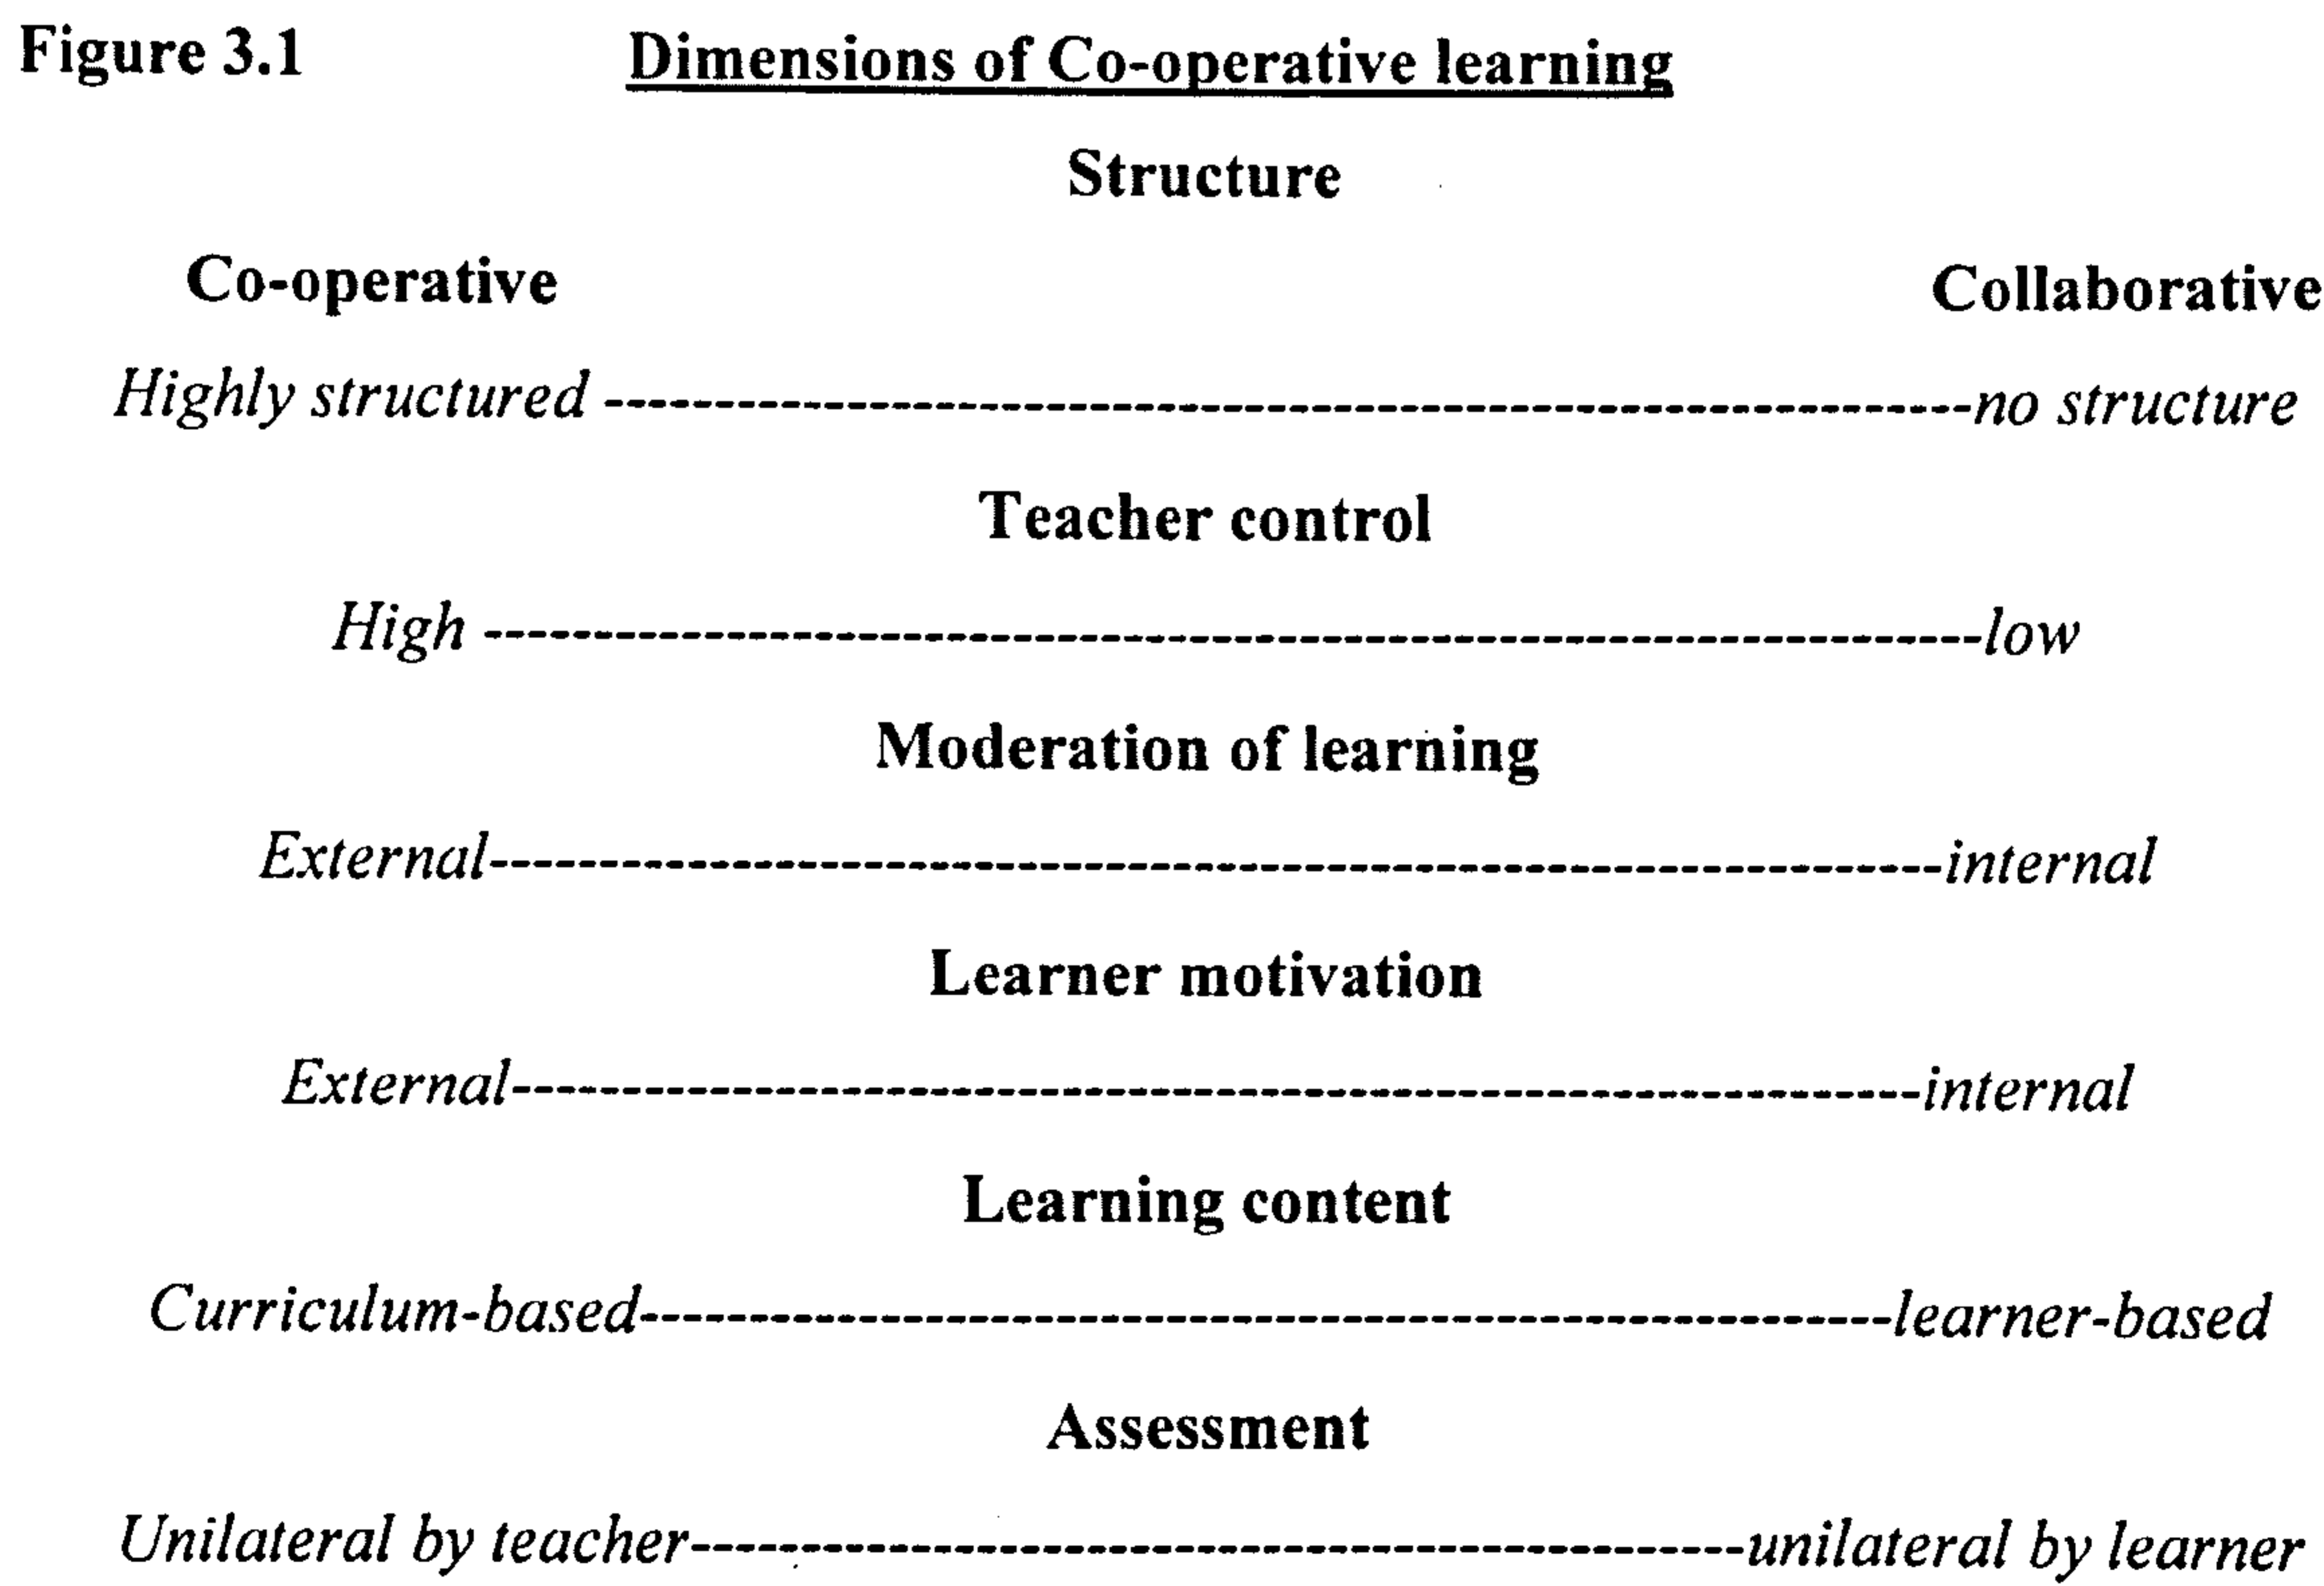 Figure 3.1 Dimensions of Co-operative learning
Structure
Co-operative Collaborative
Highly structured --------------------------------------------------------------no structure
Teacher control
High --------------------------------------------------------------------low
Moderation of learning
External------------------------------------------------------------------internal
Learner motivation
External----------------------------------------------------------------internal
Learning content
Curriculum-based---------------------------------------------------------learner-based
Assessment
Unilateral by teacher------------------------------------------------unilateral by learner